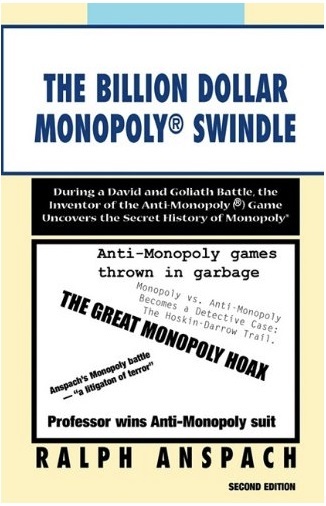 THE BILLION DOLLAR
MONOPOLY® SWINDLE
During a David and Goliath Battle, the
Inventor of the Anti-Monopoly (®) Game
Uncovers the Secret History of Monopoly®
Anti-Monopoly games
thrown in garbage
Monopoly vs. Anti-Monopoly
Becomes a Detective Case:
The Hoskin-Darrow Trail.
THE GREAT MONOPOLY HOAX
Anspach's Monopoly battle
— "a litigaton of terror"
Professor wins Anti-Monopoly suit
RALPH ANSPACH
SECOND EDITION